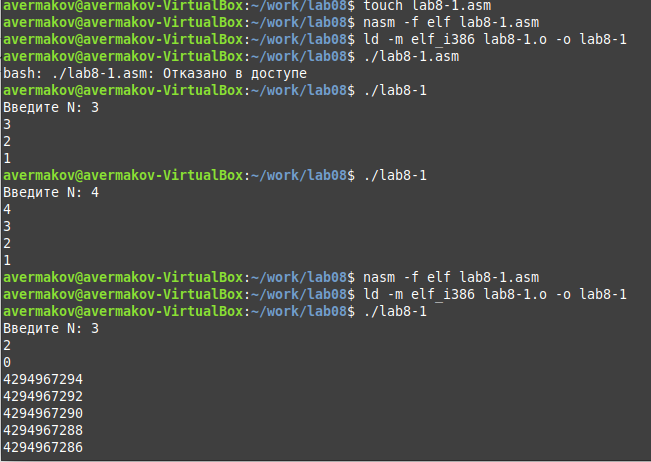 avermakov@avermakov-VirtualBox:~/work/lab08$ touch lab8-1.asm
avermakov@avermakov-VirtualBox:~/work/lab08$ nasm -f elf lab8-1.asm
avermakov@avermakov-VirtualBox:~/work/lab08$ ld -m elf_i386 lab8-1.o -o lab8-1
avermakov@avermakov-VirtualBox:~/work/lab08$ ./lab8-1.asm
bash: ./lab8-1.asm: Отказано в доступе
avermakov@avermakov-VirtualBox:~/work/lab08$ ./lab8-1
Введите N: 3
3
2
1
avermakov@avermakov-VirtualBox:~/work/lab08$ ./lab8-1
Введите N: 4
4
3
2
1
avermakov@avermakov-VirtualBox:~/work/lab08$ nasm -f elf lab8-1.asm
avermakov@avermakov-VirtualBox:~/work/lab08$ ld -m elf_i386 lab8-1.o -o lab8-1
avermakov@avermakov-VirtualBox:~/work/lab08$ ./lab8-1
Введите N: 3
2
0
4294967294
4294967292
4294967290
4294967288
4294967286